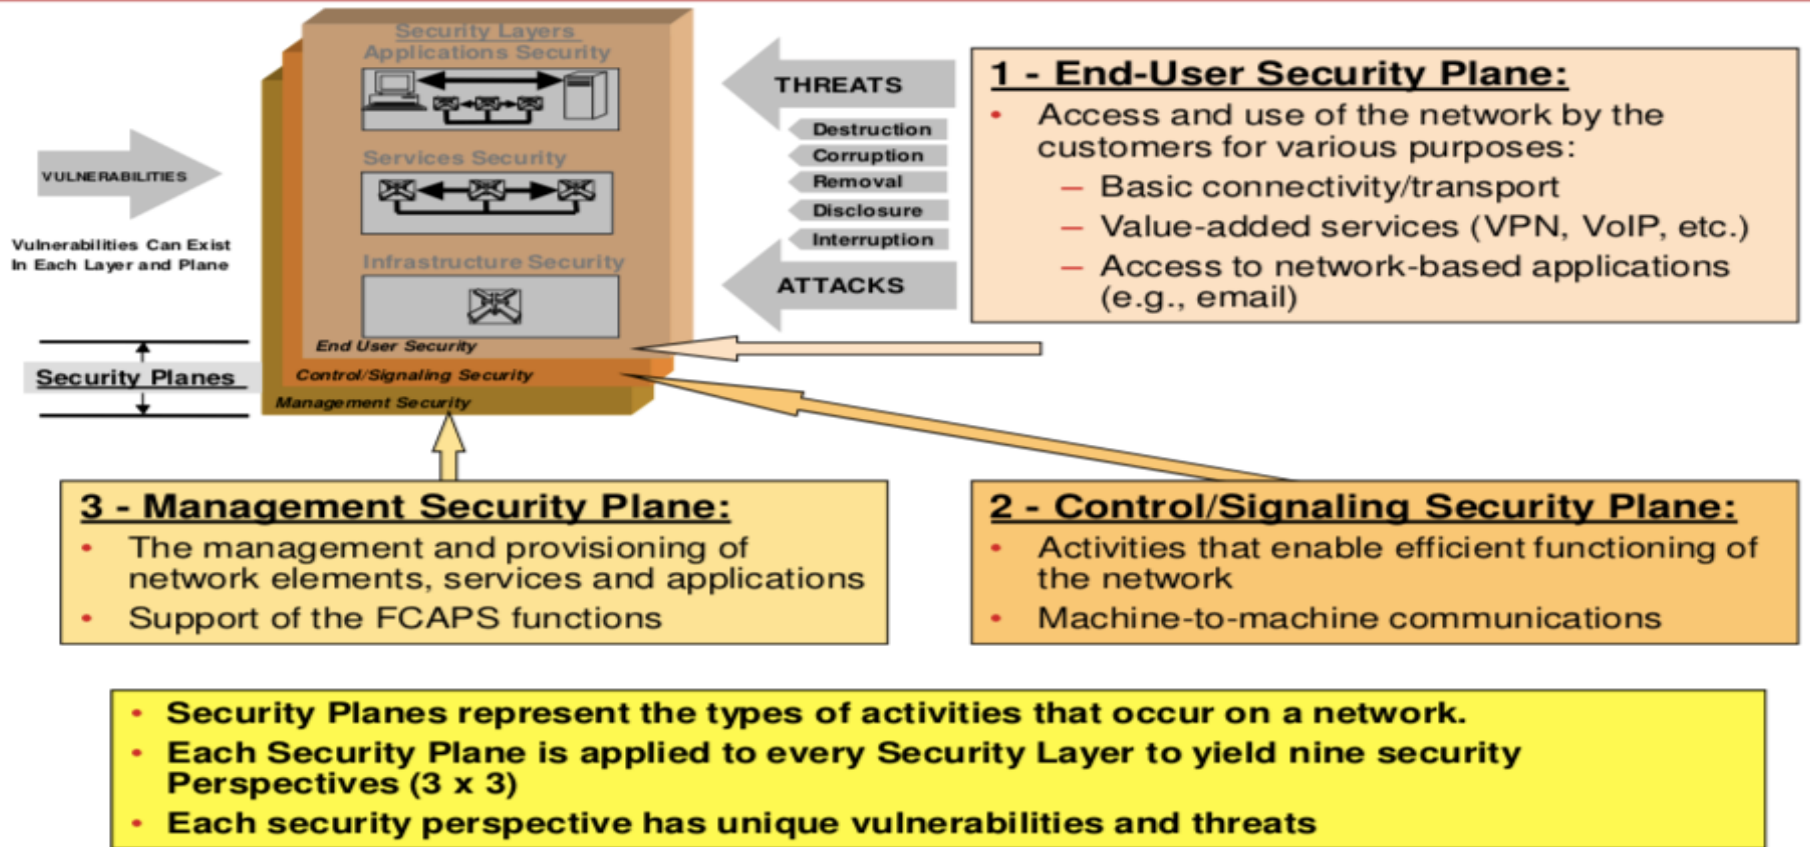 Security Layers
Applications Security
Services Security
Infrastructure Security
End User Security
Control/Signaling Security
Management Security
VULNERABILITIES
Vulnerabilities Can Exist
In Each Layer and Plane
Security Planes
THREATS
Destruction
Corruption
Removal
Disclosure
Interruption
ATTACKS
1 - End-User Security Plane:
• Access and use of the network by the
customers for various purposes:
– Basic connectivity/transport
– Value-added services (VPN, VoIP, etc.)
– Access to network-based applications
(e.g., email)
3 - Management Security Plane:
• The management and provisioning of
network elements, services and applications
• Support of the FCAPS functions
2 - Control/Signaling Security Plane:
• Activities that enable efficient functioning of
the network
• Machine-to-machine communications
• Security Planes represent the types of activities that occur on a network.
• Each Security Plane is applied to every Security Layer to yield nine security
Perspectives (3 x 3)
• Each security perspective has unique vulnerabilities and threats